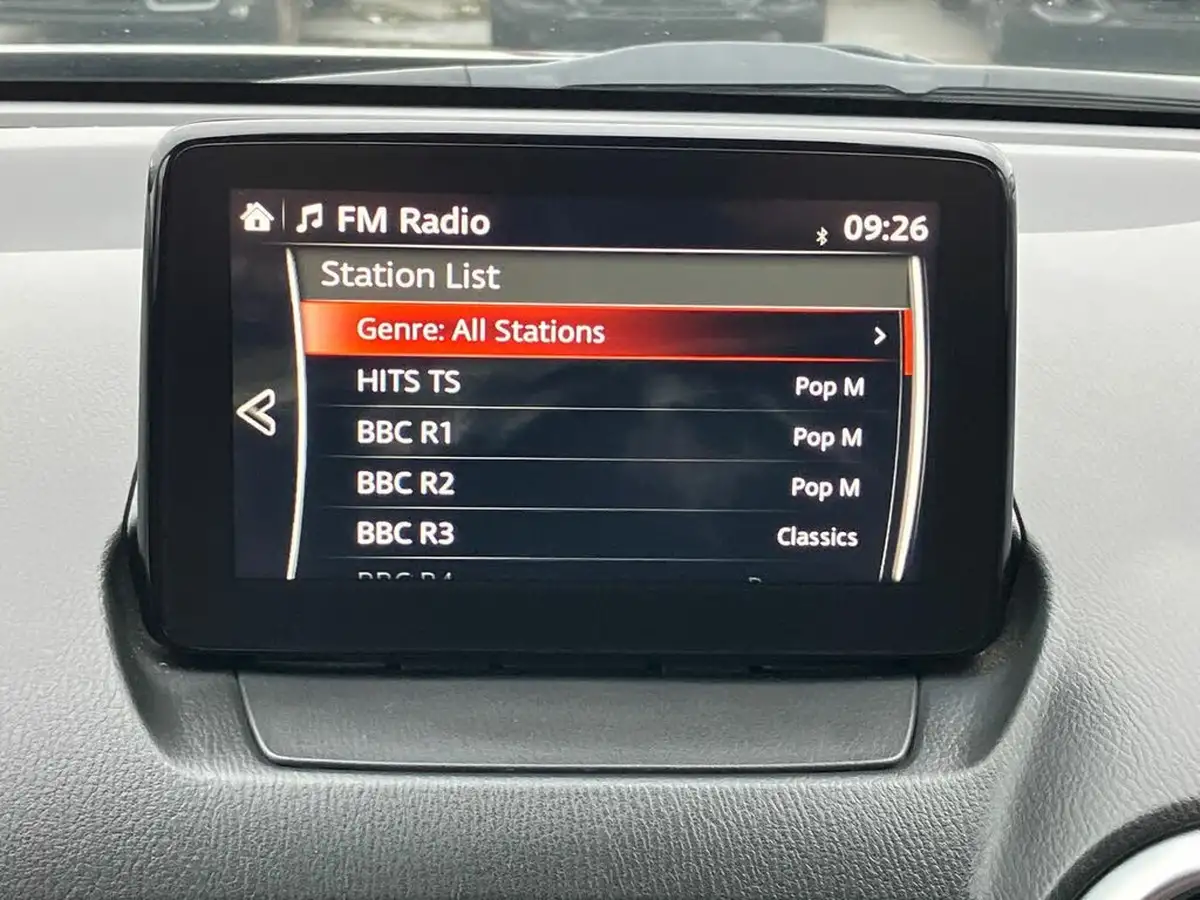 FM Radio 09:26
Station List
Genre: All Stations
HITS TS Pop M
BBC R1 Pop M
BBC R2 Pop M
BBC R3 Classics